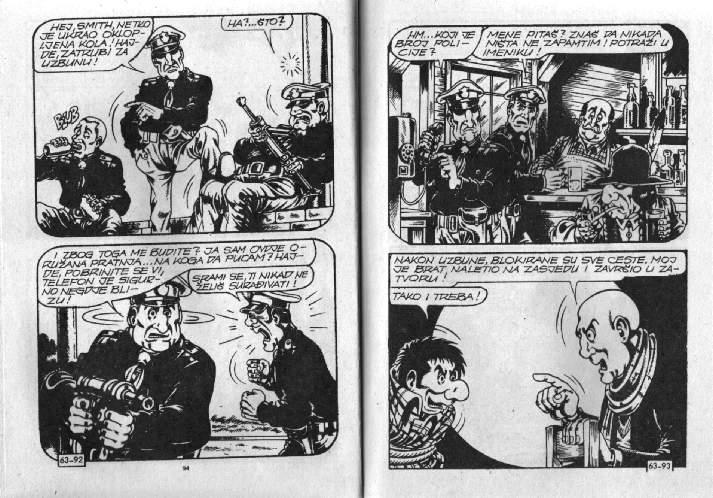 HEJ, SMITH, NETKO
JE UKRAO OKLOP-
LJENA KOLA! HAJ-
DE, ZATRUBI ZA
UZBUNU!
HA?...ŠTO?
BLUB
! ZBOG TOGA ME BUDITE? JA SAM OVDJE O-
RUŽANA PRATNJA...NA KOGA DA PUCAM? HAJ-
DE, POBRINITE SE VI,
TELEFON JE SIGUR-
NO NEGDJE BLI-
ZU!
SRAMI SE, TI NIKAD NE
ŽELIŠ SURAĐIVATI!
63-92
94
HM...KOJI JE
BROJ POLI-
CIJE?
MENE PITAŠ? ZNAŠ DA NIKADA
NIŠTA NE ZAPAMTIM! POTRAŽI U
IMENIKU!
NAKON UZBUNE, BLOKIRANE SU SVE CESTE, MOJ
JE BRAT, NALETIO NA ZASJEDU I ZAVRŠIO U ZA-
TVORU!
TAKO I TREBA!
63-93